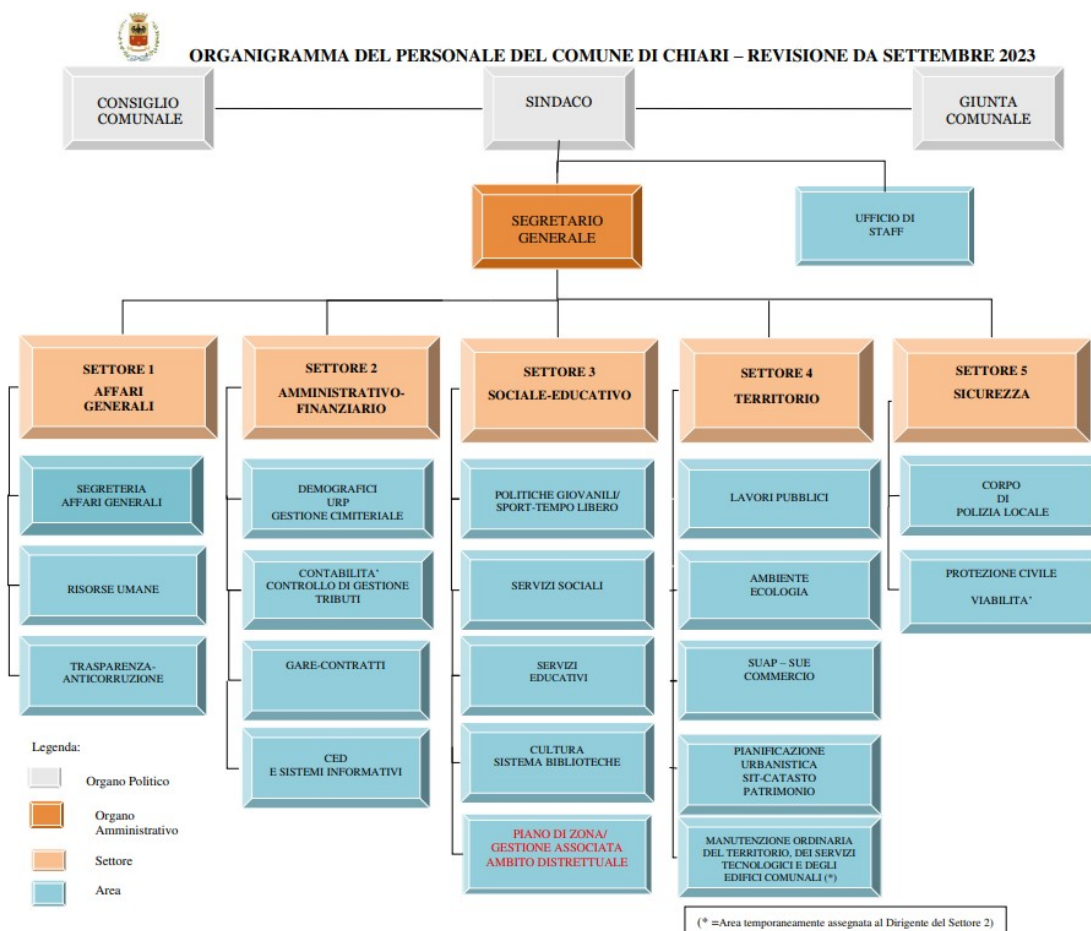 ORGANIGRAMMA DEL PERSONALE DEL COMUNE DI CHIARI – REVISIONE DA SETTEMBRE 2023
CONSIGLIO
COMUNALE
SINDACO
GIUNTA
COMUNALE
SEGRETARIO
GENERALE
UFFICIO DI
STAFF
SETTORE 1
AFFARI
GENERALI
SEGRETERIA
AFFARI GENERALI
RISORSE UMANE
TRASPARENZA-
ANTICORRUZIONE
SETTORE 2
AMMINISTRATIVO-
FINANZIARIO
DEMOGRAFICI
URP
GESTIONE CIMITERIALE
CONTABILITA'
CONTROLLO DI GESTIONE
TRIBUTI
GARE-CONTRATTI
CED
E SISTEMI INFORMATIVI
SETTORE 3
SOCIALE-EDUCATIVO
POLITICHE GIOVANILI/
SPORT-TEMPO LIBERO
SERVIZI SOCIALI
SERVIZI
EDUCATIVI
CULTURA
SISTEMA BIBLIOTECHE
PIANO DI ZONA/
GESTIONE ASSOCIATA
AMBITO DISTRETTUALE
SETTORE 4
TERRITORIO
LAVORI PUBBLICI
AMBIENTE
ECOLOGIA
SUAP – SUE
COMMERCIO
PIANIFICAZIONE
URBANISTICA
SIT-CATASTO
PATRIMONIO
MANUTENZIONE ORDINARIA
DEL TERRITORIO, DEI SERVIZI
TECNOLOGICI E DEGLI
EDIFICI COMUNALI (*)
SETTORE 5
SICUREZZA
CORPO
DI
POLIZIA LOCALE
PROTEZIONE CIVILE
VIABILITA'
Legenda:
Organo Politico
Organo
Amministrativo
Settore
Area
(* =Area temporaneamente assegnata al Dirigente del Settore 2)